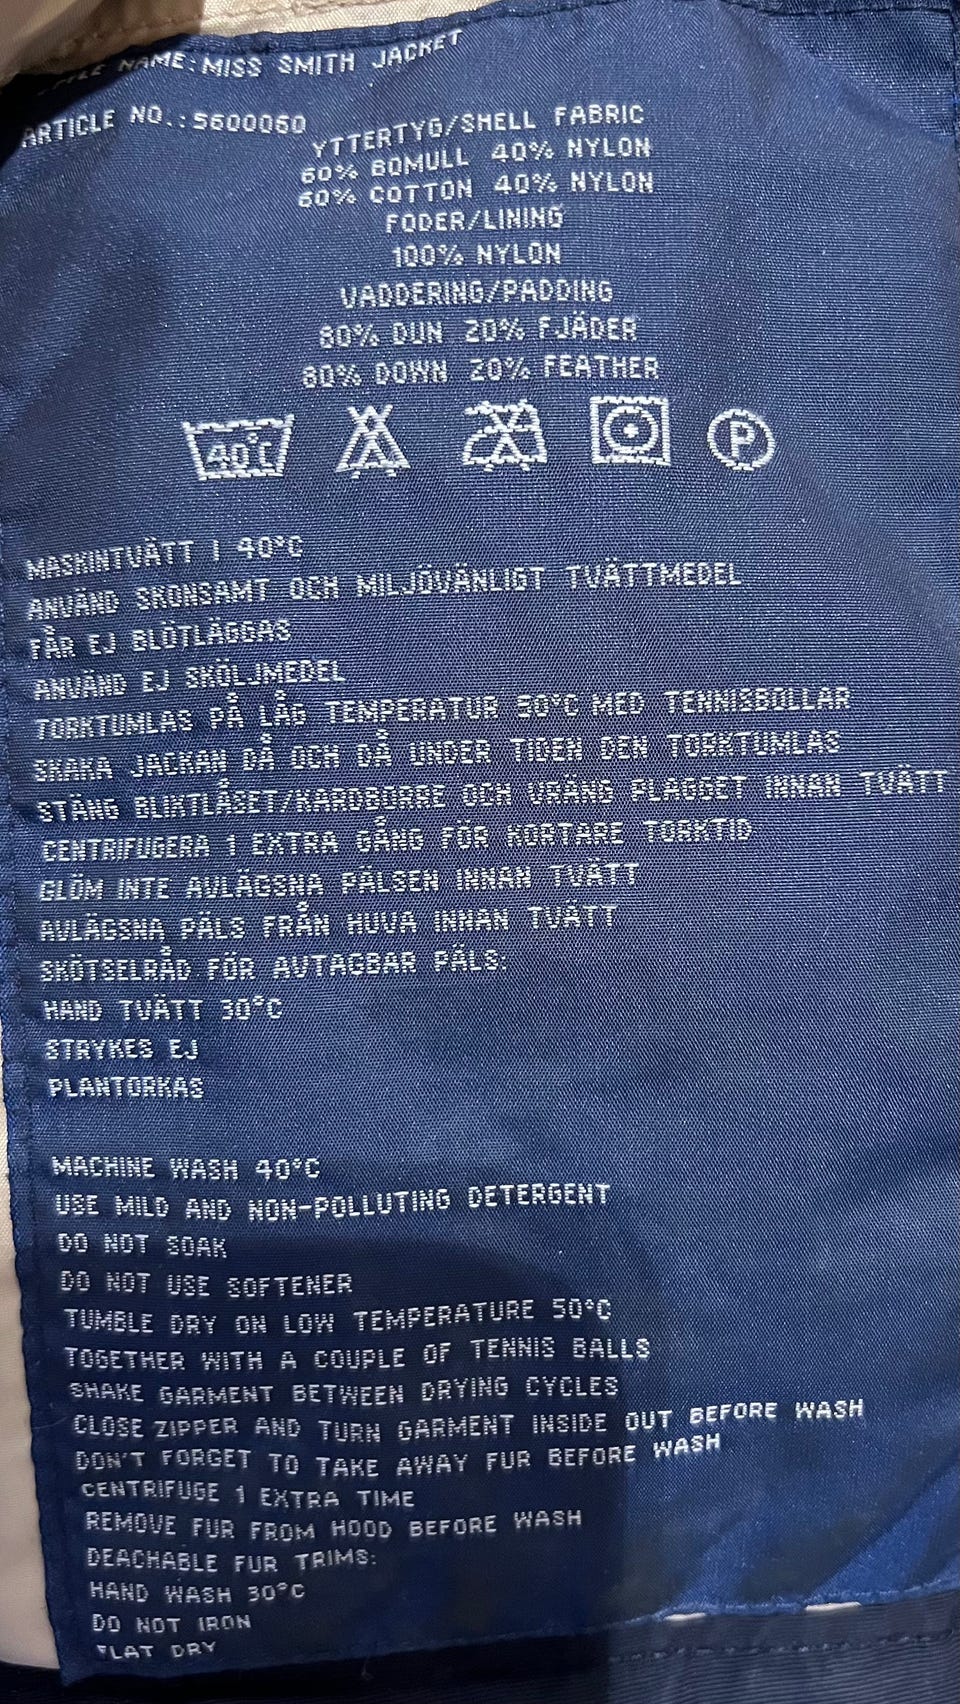 STYLE NAME:MISS SMITH JACKET
ARTICLE NO.:5600060
YTTERTYG/SHELL FABRIC
60% BOMULL 40% NYLON
60% COTTON 40% NYLON
FODER/LINING
100% NYLON
VADDERING/PADDING
80% DUN 20% FJÄDER
80% DOWN 20% FEATHER
40°C P
MASKINTVÄTT I 40°C
ANVÄND SKONSAMT OCH MILJÖVÄNLIGT TVÄTTMEDEL
FÅR EJ BLÖTLÄGGAS
ANVÄND EJ SKÖLJMEDEL
TORKTUMLAS PÅ LÅG TEMPERATUR 50°C MED TENNISBOLLAR
SKAKA JACKAN DÅ OCH DÅ UNDER TIDEN DEN TORKTUMLAS
STÄNG BLIKTLÅSET/KARDBORRE OCH VRÄNG PLAGGET INNAN TVÄTT
CENTRIFUGERA 1 EXTRA GÅNG FÖR KORTARE TORKTID
GLÖM INTE AVLÄGSNA PÄLSEN INNAN TVÄTT
AVLÄGSNA PÄLS FRÅN HUVA INNAN TVÄTT
SKÖTSELRÅD FÖR AVTAGBAR PÄLS:
HAND TVÄTT 30°C
STRYKES EJ
PLANTORKAS
MACHINE WASH 40°C
USE MILD AND NON-POLLUTING DETERGENT
DO NOT SOAK
DO NOT USE SOFTENER
TUMBLE DRY ON LOW TEMPERATURE 50°C
TOGETHER WITH A COUPLE OF TENNIS BALLS
SHAKE GARMENT BETWEEN DRYING CYCLES
CLOSE ZIPPER AND TURN GARMENT INSIDE OUT BEFORE WASH
DON'T FORGET TO TAKE AWAY FUR BEFORE WASH
CENTRIFUGE 1 EXTRA TIME
REMOVE FUR FROM HOOD BEFORE WASH
DEACHABLE FUR TRIMS:
HAND WASH 30°C
DO NOT IRON
FLAT DRY